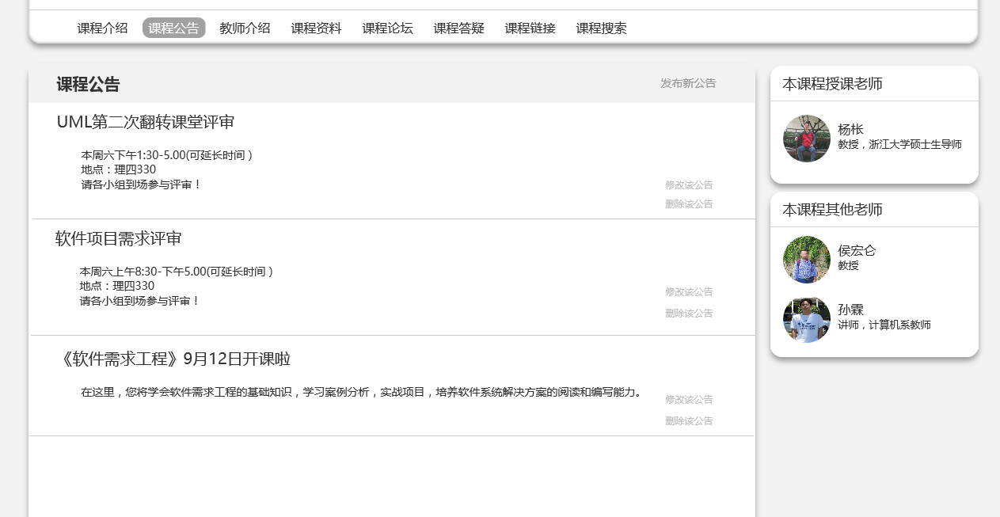 课程介绍 课程公告 教师介绍 课程资料 课程论坛 课程答疑 课程链接 课程搜索
课程公告 发布新公告
UML第二次翻转课堂评审
本周六下午1:30-5.00(可延长时间）
地点：理四330
请各小组到场参与评审！
修改该公告
删除该公告
软件项目需求评审
本周六上午8:30-下午5.00(可延长时间）
地点：理四330
请各小组到场参与评审！
修改该公告
删除该公告
《软件需求工程》9月12日开课啦
在这里，您将学会软件需求工程的基础知识，学习案例分析，实战项目，培养软件系统解决方案的阅读和编写能力。
修改该公告
删除该公告
本课程授课老师
杨枨
教授，浙江大学硕士生导师
本课程其他老师
侯宏仑
教授
孙霖
讲师，计算机系教师